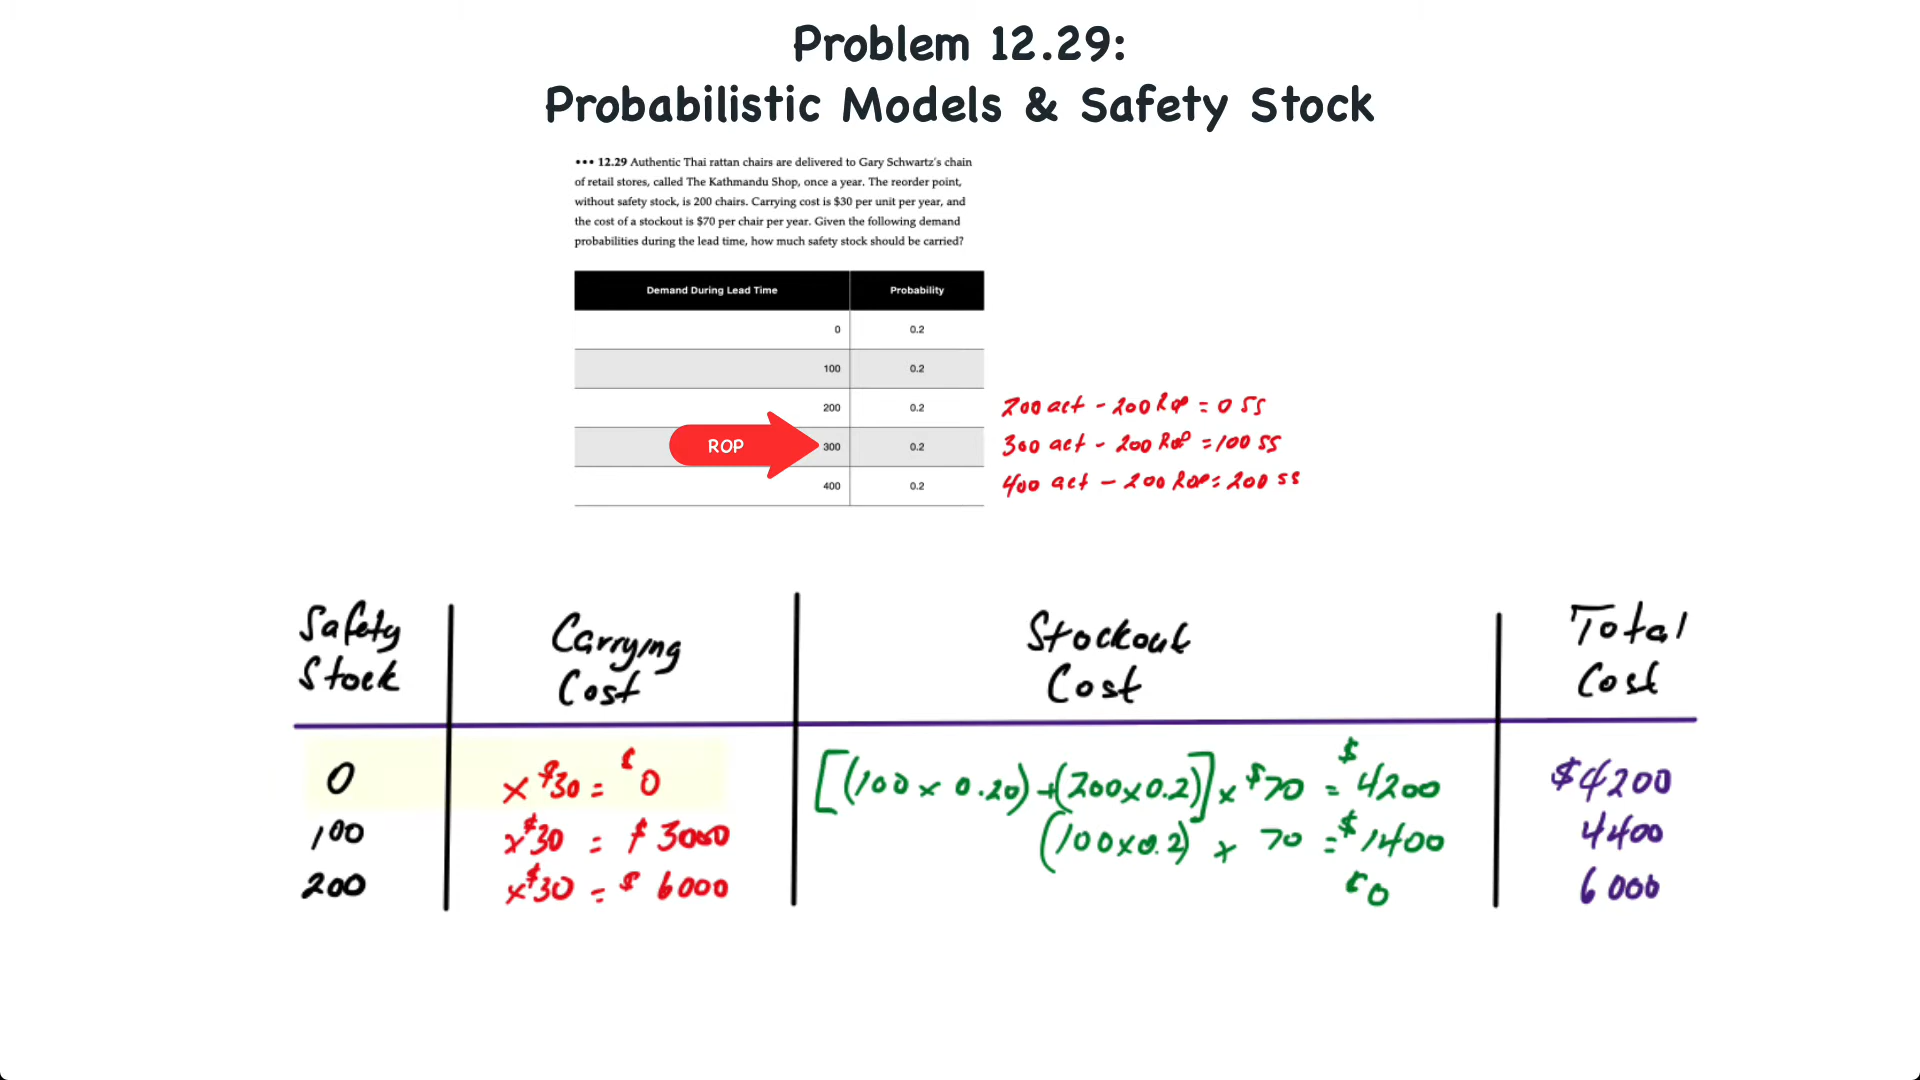 Problem 12.29:
Probabilistic Models & Safety Stock
••• 12.29 Authentic Thai rattan chairs are delivered to Gary Schwartz's chain
of retail stores, called The Kathmandu Shop, once a year. The reorder point,
without safety stock, is 200 chairs. Carrying cost is $30 per unit per year, and
the cost of a stockout is $70 per chair per year. Given the following demand
probabilities during the lead time, how much safety stock should be carried?
Demand During Lead Time Probability
0 0.2
100 0.2
200 0.2
200 act - 200 ROP = 0 SS
ROP 300 0.2
300 act - 200 ROP = 100 SS
400 0.2
400 act - 200 ROP = 200 SS
Safety Stock Carrying Cost Stockout Cost Total Cost
0 x $30 = $0 [(100 x 0.20) + (200 x 0.2)] x $70 = $4200 $4200
100 x $30 = $3000 (100 x 0.2) x 70 = $1400 4400
200 x $30 = $6000 $0 6000